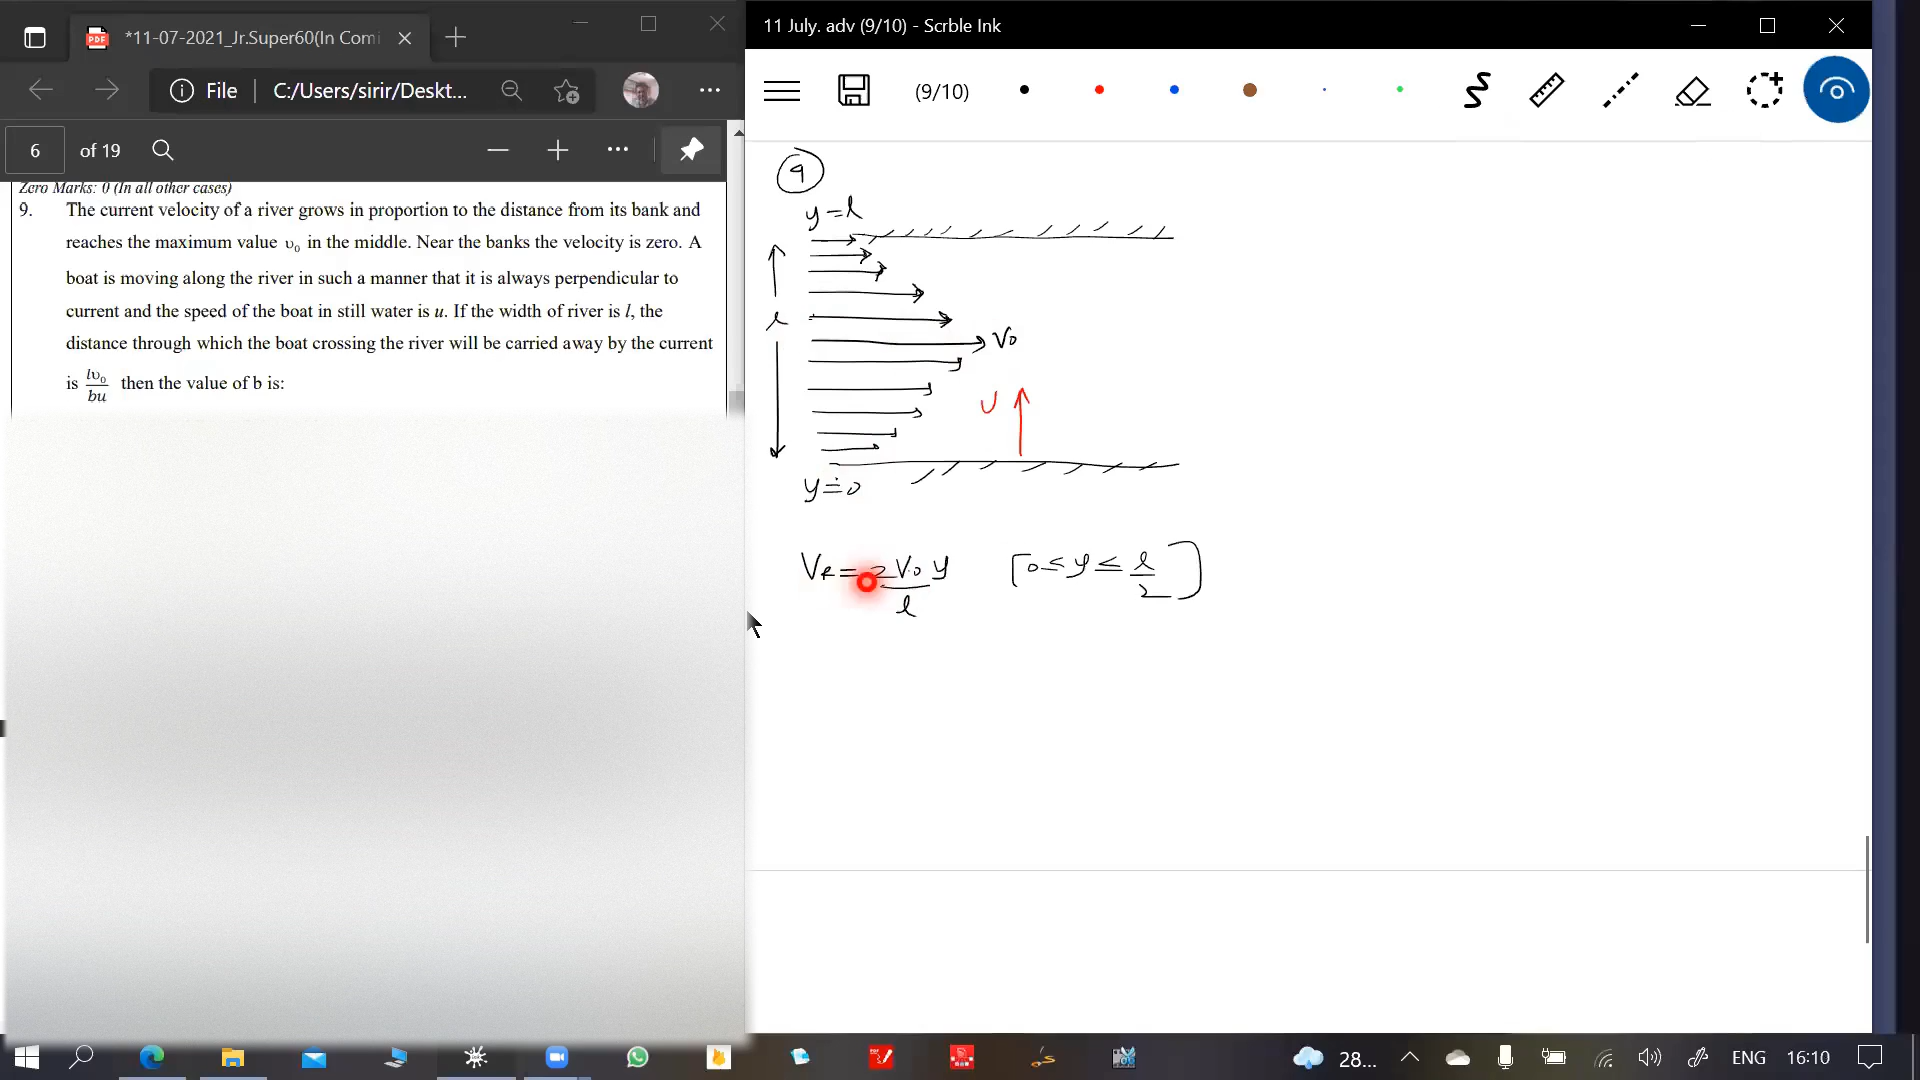 *11-07-2021_Jr.Super60(In Comi
File
C:/Users/sirir/Deskt...
6
of 19
Zero Marks: 0 (In all other cases)
9. The current velocity of a river grows in proportion to the distance from its bank and
reaches the maximum value υ₀ in the middle. Near the banks the velocity is zero. A
boat is moving along the river in such a manner that it is always perpendicular to
current and the speed of the boat in still water is u. If the width of river is l, the
distance through which the boat crossing the river will be carried away by the current
is lυ₀/bu then the value of b is:
11 July. adv (9/10) - Scrble Ink
(9/10)
9
y=l
l
V₀
U
y=0
V_R = 2V₀y/l [0≤y≤l/2]
28...
ENG
16:10